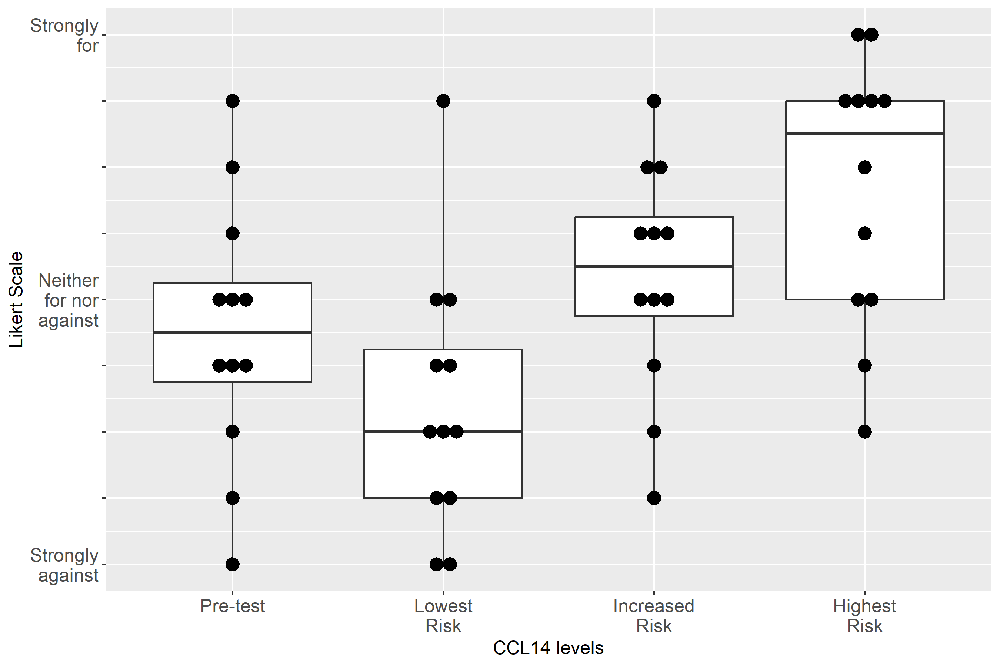 Strongly
for
Neither
for nor
against
Strongly
against
Likert Scale
Pre-test
Lowest
Risk
Increased
Risk
Highest
Risk
CCL14 levels